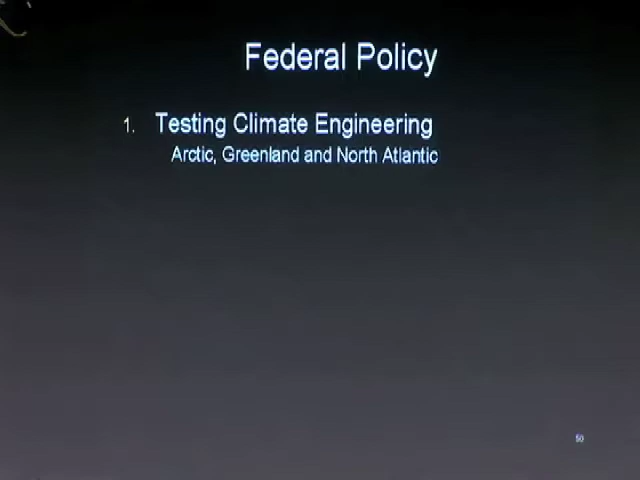 Federal Policy
1. Testing Climate Engineering
Arctic, Greenland and North Atlantic
50